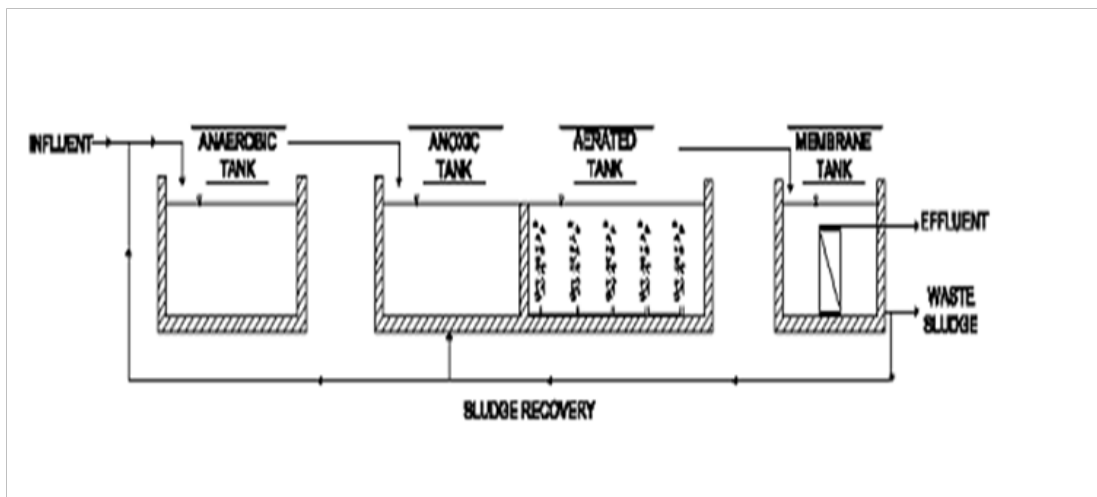 INFLUENT
ANAEROBIC
TANK
ANOXIC
TANK
AERATED
TANK
MEMBRANE
TANK
EFFLUENT
WASTE
SLUDGE
SLUDGE RECOVERY